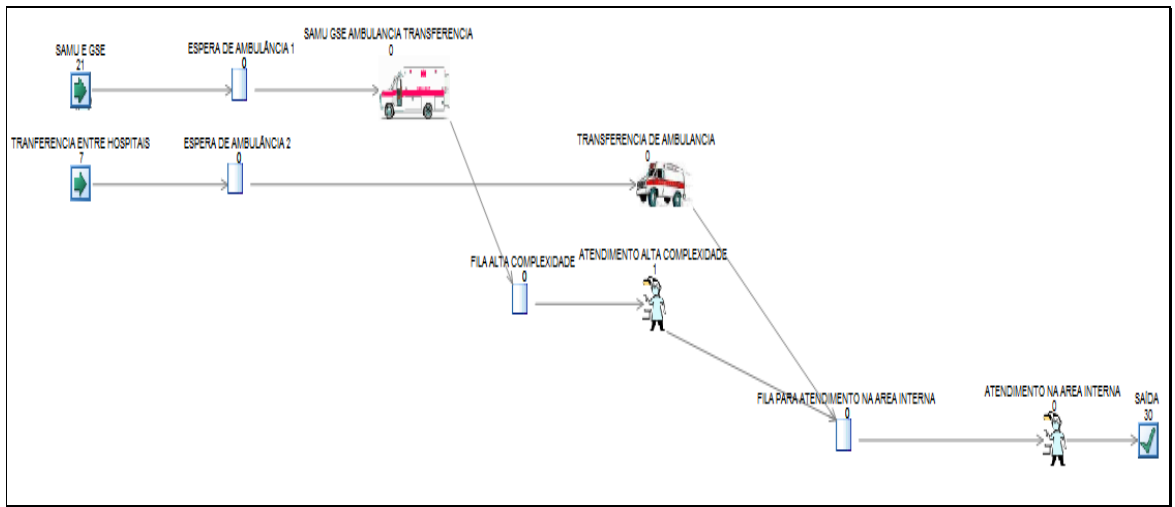 SAMU E GSE
21
ESPERA DE AMBULÂNCIA 1
0
SAMU GSE AMBULANCIA TRANSFERENCIA
0
TRANFERENCIA ENTRE HOSPITAIS
7
ESPERA DE AMBULÂNCIA 2
0
TRANSFERENCIA DE AMBULANCIA
0
FILA ALTA COMPLEXIDADE
0
ATENDIMENTO ALTA COMPLEXIDADE
1
FILA PARA ATENDIMENTO NA AREA INTERNA
0
ATENDIMENTO NA AREA INTERNA
0
SAÍDA
30